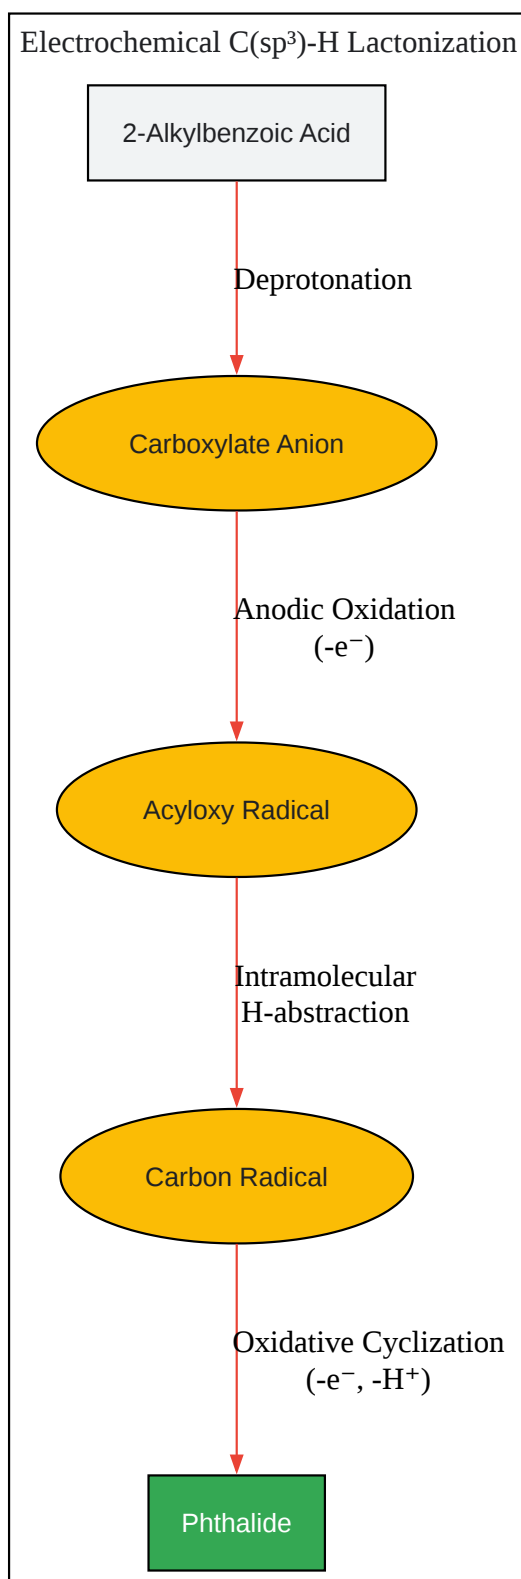 Electrochemical C(sp³)-H Lactonization
2-Alkylbenzoic Acid
Deprotonation
Carboxylate Anion
Anodic Oxidation
(-e⁻)
Acyloxy Radical
Intramolecular
H-abstraction
Carbon Radical
Oxidative Cyclization
(-e⁻, -H⁺)
Phthalide